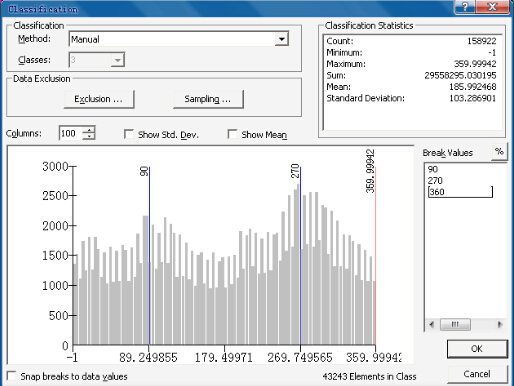 Classification
Classification
Method:
Manual
Classes:
3
Data Exclusion
Exclusion ...
Sampling ...
Classification Statistics
Count: 158922
Minimum: -1
Maximum: 359.99942
Sum: 29558295.030195
Mean: 185.992468
Standard Deviation: 103.286901
Columns:
100
Show Std. Dev.
Show Mean
%
Break Values
90
270
360
3000
2500
2000
1500
1000
500
0
90
270
359.99942
-1
89.249855
179.49971
269.749565
359.99942
OK
Cancel
Snap breaks to data values
43243 Elements in Class